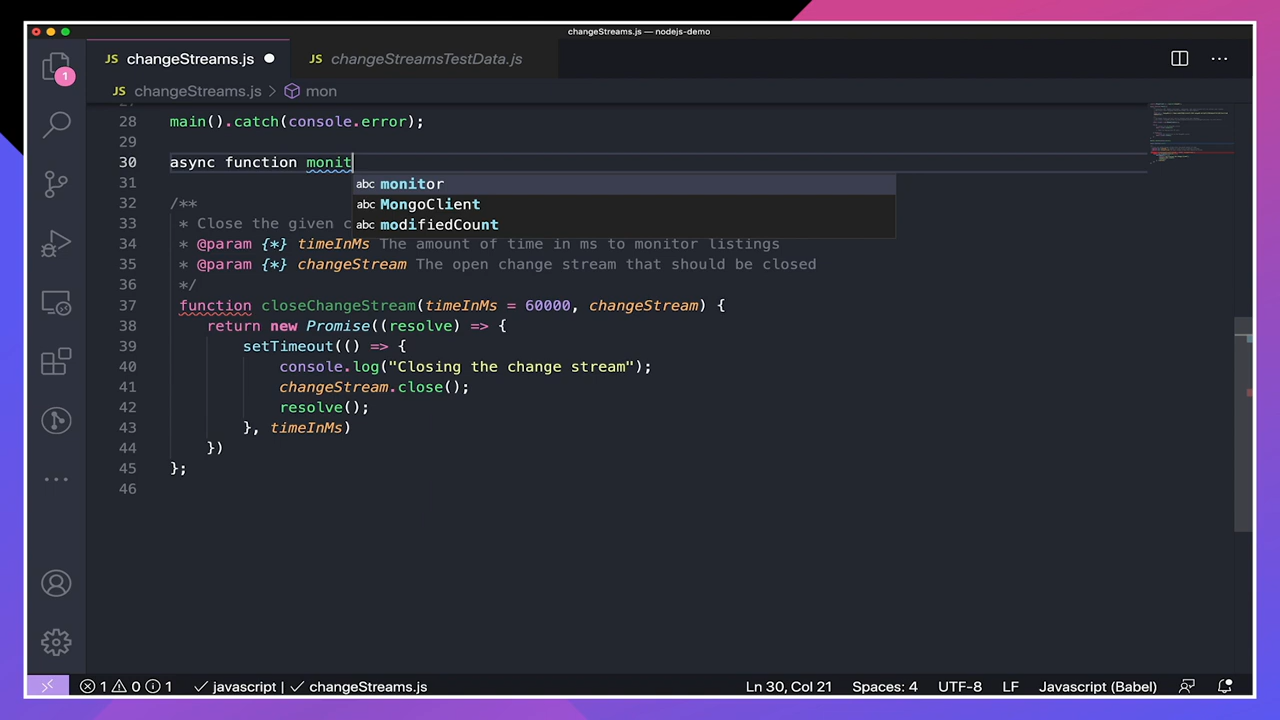 changeStreams.js — nodejs-demo
JS changeStreams.js JS changeStreamsTestData.js
1
JS changeStreams.js > mon
28 main().catch(console.error);
29
30 async function monit
31 abc monitor
32 /** abc MongoClient
33 * Close the given c abc modifiedCount
34 * @param {*} timeInMs The amount of time in ms to monitor listings
35 * @param {*} changeStream The open change stream that should be closed
36 */
37 function closeChangeStream(timeInMs = 60000, changeStream) {
38 return new Promise((resolve) => {
39 setTimeout(() => {
40 console.log("Closing the change stream");
41 changeStream.close();
42 resolve();
43 }, timeInMs)
44 })
45 };
46
1 0 1 javascript | changeStreams.js Ln 30, Col 21 Spaces: 4 UTF-8 LF Javascript (Babel)